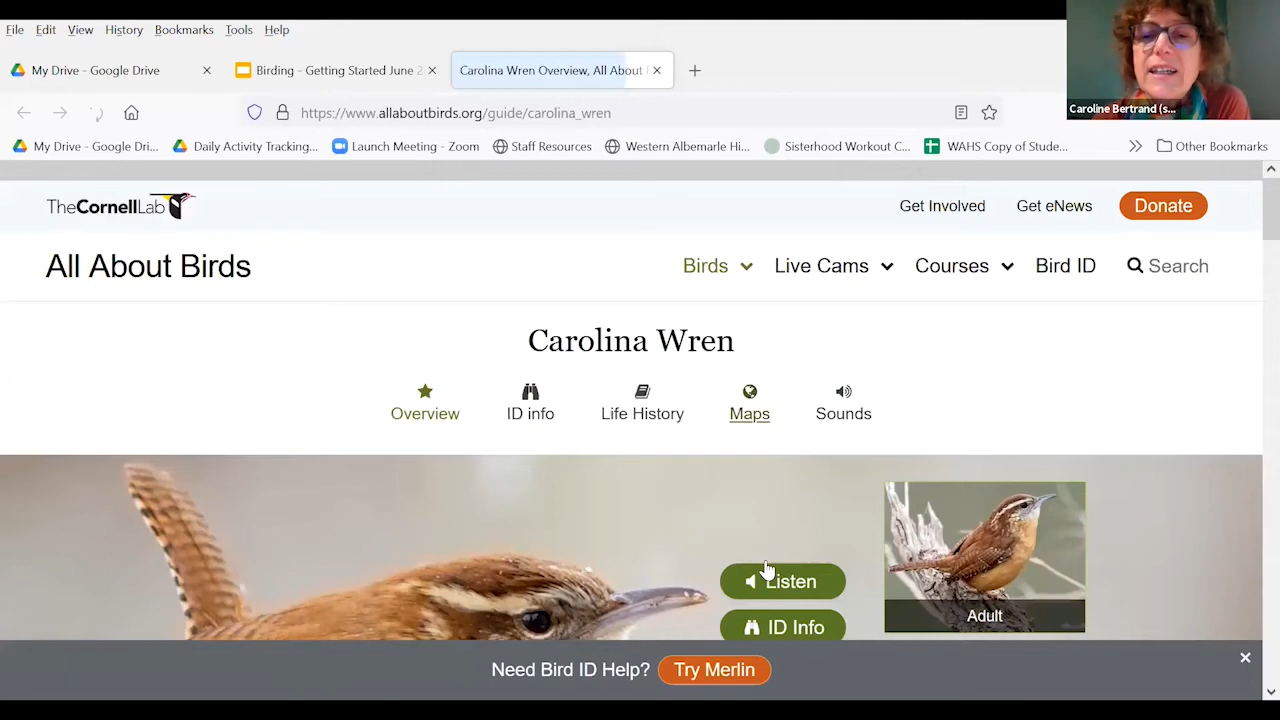 File Edit View History Bookmarks Tools Help
My Drive - Google Drive
Birding - Getting Started June 2
Carolina Wren Overview, All About
Caroline Bertrand (s...
https://www.allaboutbirds.org/guide/carolina_wren
My Drive - Google Dri...
Daily Activity Tracking...
Launch Meeting - Zoom
Staff Resources
Western Albemarle Hi...
Sisterhood Workout C...
WAHS Copy of Stude...
Other Bookmarks
TheCornellLab
Get Involved
Get eNews
Donate
All About Birds
Birds
Live Cams
Courses
Bird ID
Search
Carolina Wren
Overview
ID info
Life History
Maps
Sounds
Listen
ID Info
Adult
Need Bird ID Help? Try Merlin